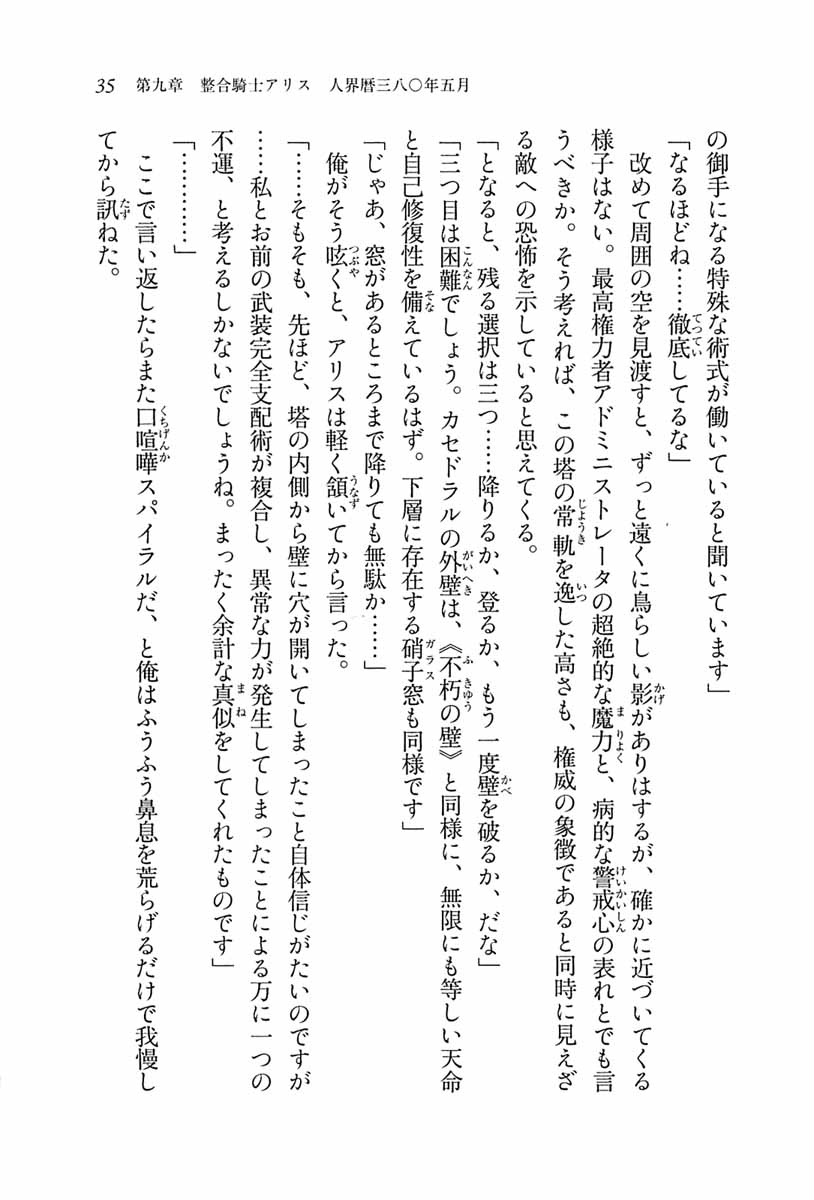 35　第九章　整合騎士アリス　人界暦三八〇年五月
の御手になる特殊な術式が働いていると聞いています」
「なるほどね……徹底してるな」
　改めて周囲の空を見渡すと、ずっと遠くに鳥らしい影がありはするが、確かに近づいてくる
様子はない。最高権力者アドミニストレータの超絶的な魔力と、病的な警戒心の表れとでも言
うべきか。そう考えれば、この塔の常軌を逸した高さも、権威の象徴であると同時に見えざ
る敵への恐怖を示していると思えてくる。
「となると、残る選択は三つ……降りるか、登るか、もう一度壁を破るか、だな」
「三つ目は困難でしょう。カセドラルの外壁は、《不朽の壁》と同様に、無限にも等しい天命
と自己修復性を備えているはず。下層に存在する硝子窓も同様です」
「じゃあ、窓があるところまで降りても無駄か……」
　俺がそう呟くと、アリスは軽く頷いてから言った。
「……そもそも、先ほど、塔の内側から壁に穴が開いてしまったこと自体信じがたいのですが
……私とお前の武装完全支配術が複合し、異常な力が発生してしまったことによる万に一つの
不運、と考えるしかないでしょうね。まったく余計な真似をしてくれたものです」
「…………」
　ここで言い返したらまた口喧嘩スパイラルだ、と俺はふうふう鼻息を荒らげるだけで我慢し
てから訊ねた。